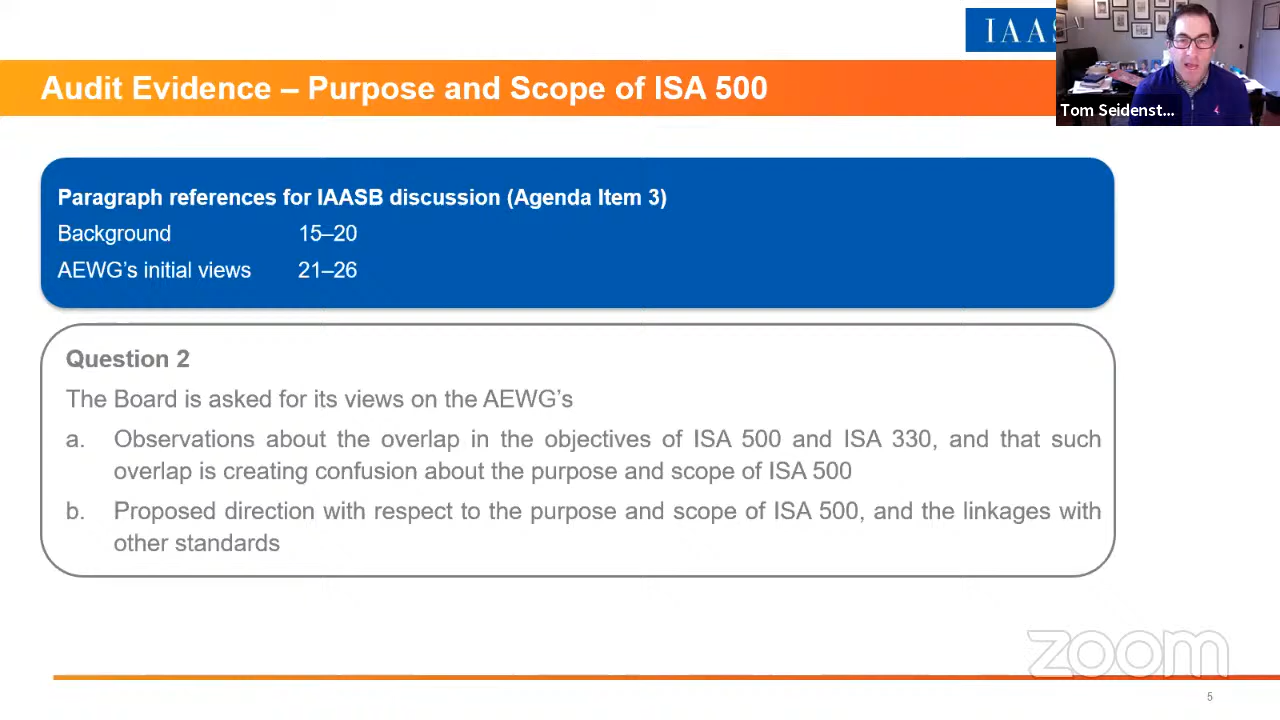 IAAS
Audit Evidence – Purpose and Scope of ISA 500
Tom Seidenst...
Paragraph references for IAASB discussion (Agenda Item 3)
Background 15–20
AEWG’s initial views 21–26
Question 2
The Board is asked for its views on the AEWG’s
a. Observations about the overlap in the objectives of ISA 500 and ISA 330, and that such
overlap is creating confusion about the purpose and scope of ISA 500
b. Proposed direction with respect to the purpose and scope of ISA 500, and the linkages with
other standards
zoom
5